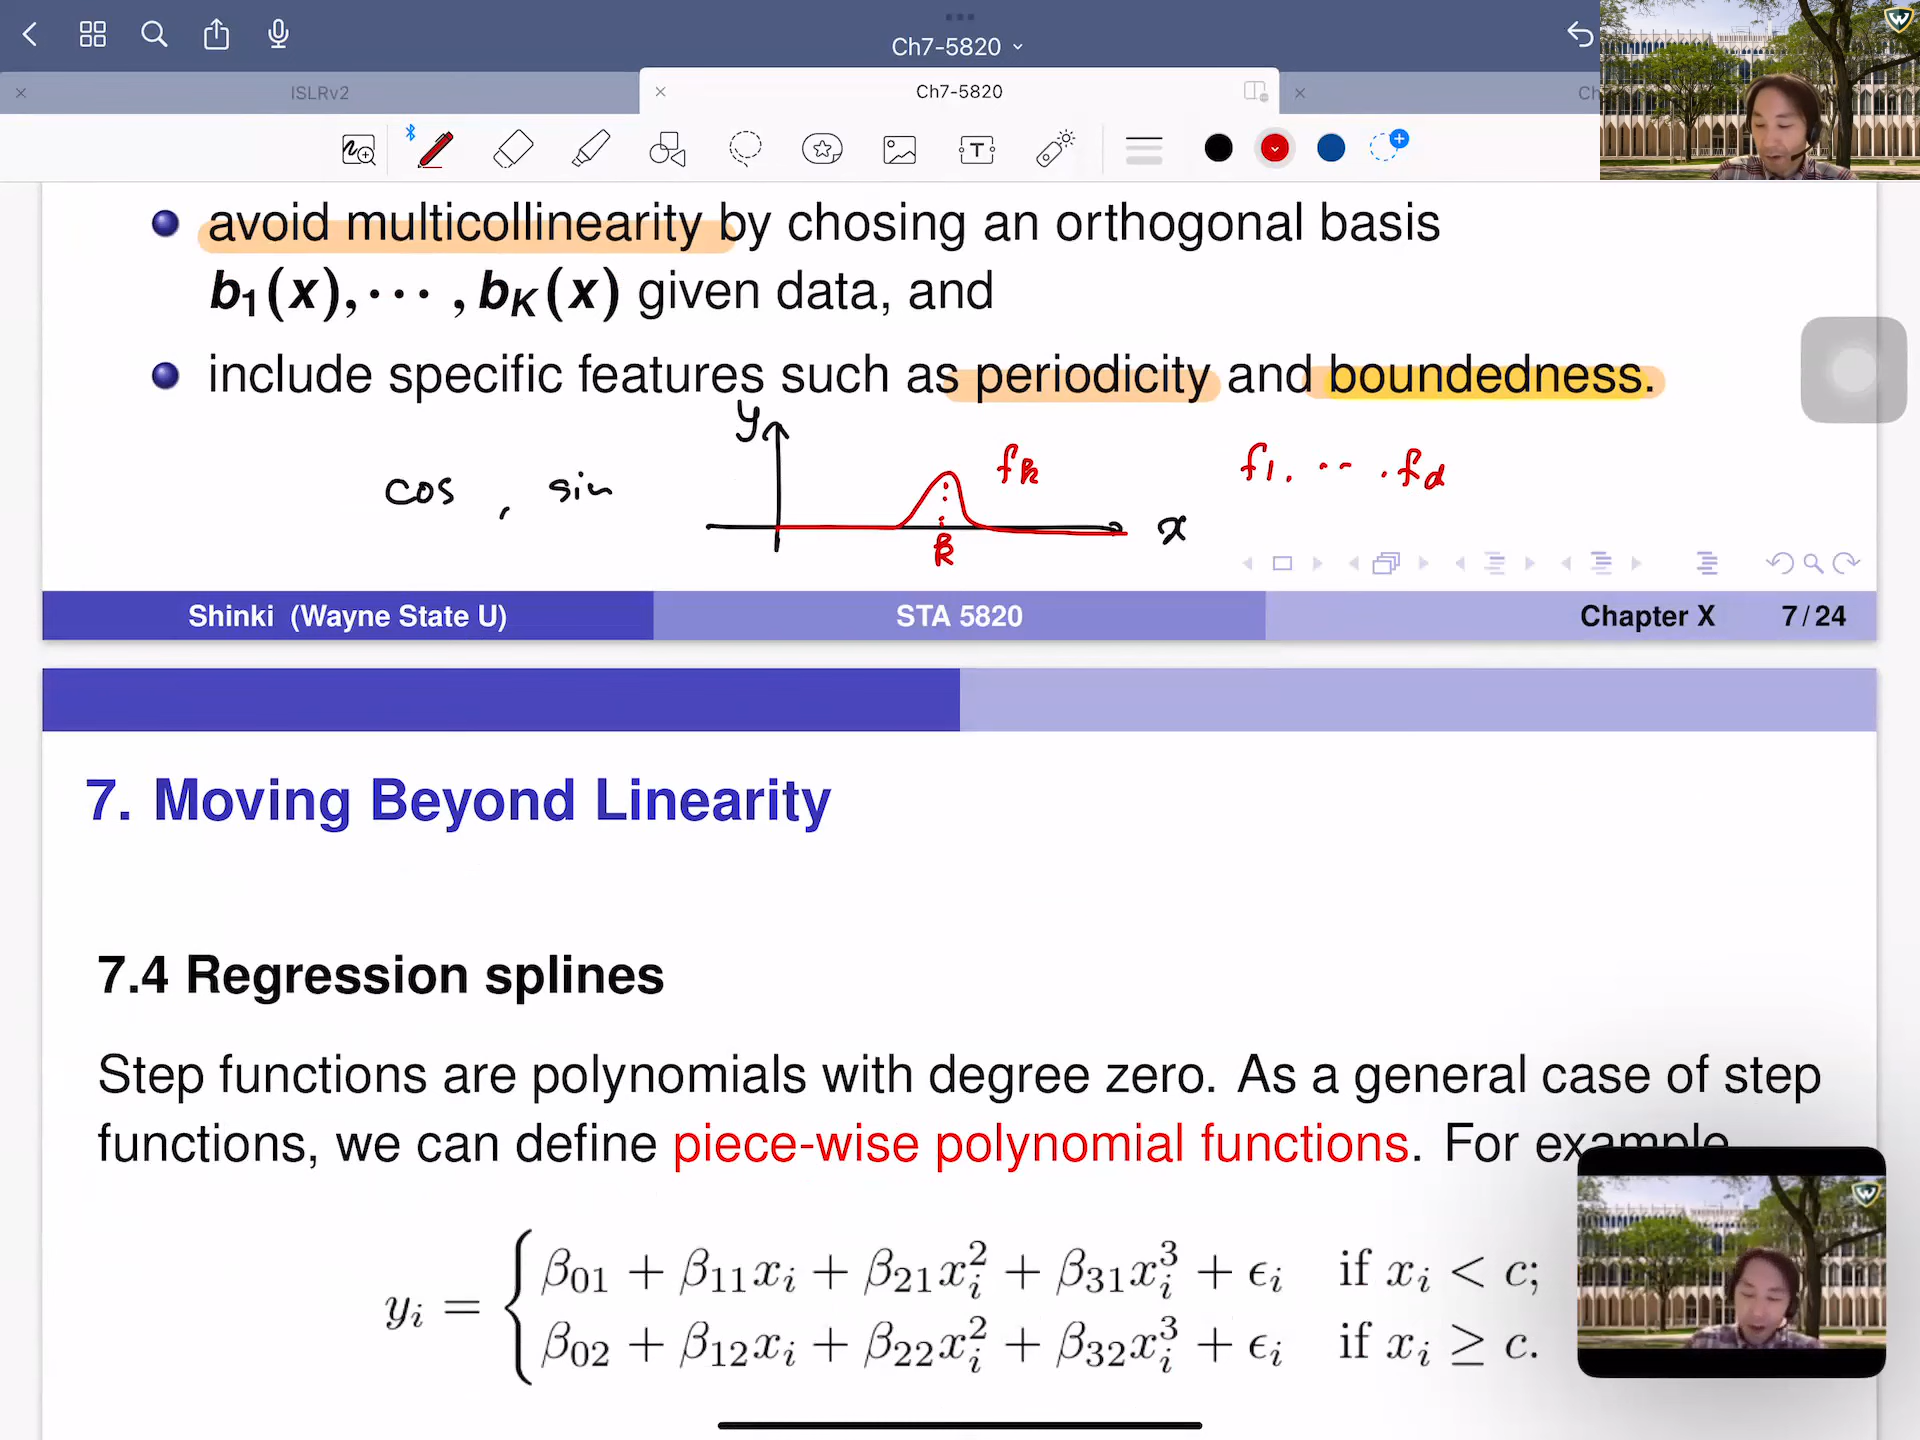 Ch7-5820
ISLRv2
Ch7-5820
Ch
avoid multicollinearity by chosing an orthogonal basis
b₁(x), ⋯ , b_K(x) given data, and
include specific features such as periodicity and boundedness.
y
cos , sin
f_k
f₁, ⋯ , f_d
k
x
Shinki (Wayne State U)
STA 5820
Chapter X
7 / 24
7. Moving Beyond Linearity
7.4 Regression splines
Step functions are polynomials with degree zero. As a general case of step
functions, we can define piece-wise polynomial functions. For example
y_i = { β₀₁ + β₁₁x_i + β₂₁x_i² + β₃₁x_i³ + ϵ_i if x_i < c;
β₀₂ + β₁₂x_i + β₂₂x_i² + β₃₂x_i³ + ϵ_i if x_i ≥ c.